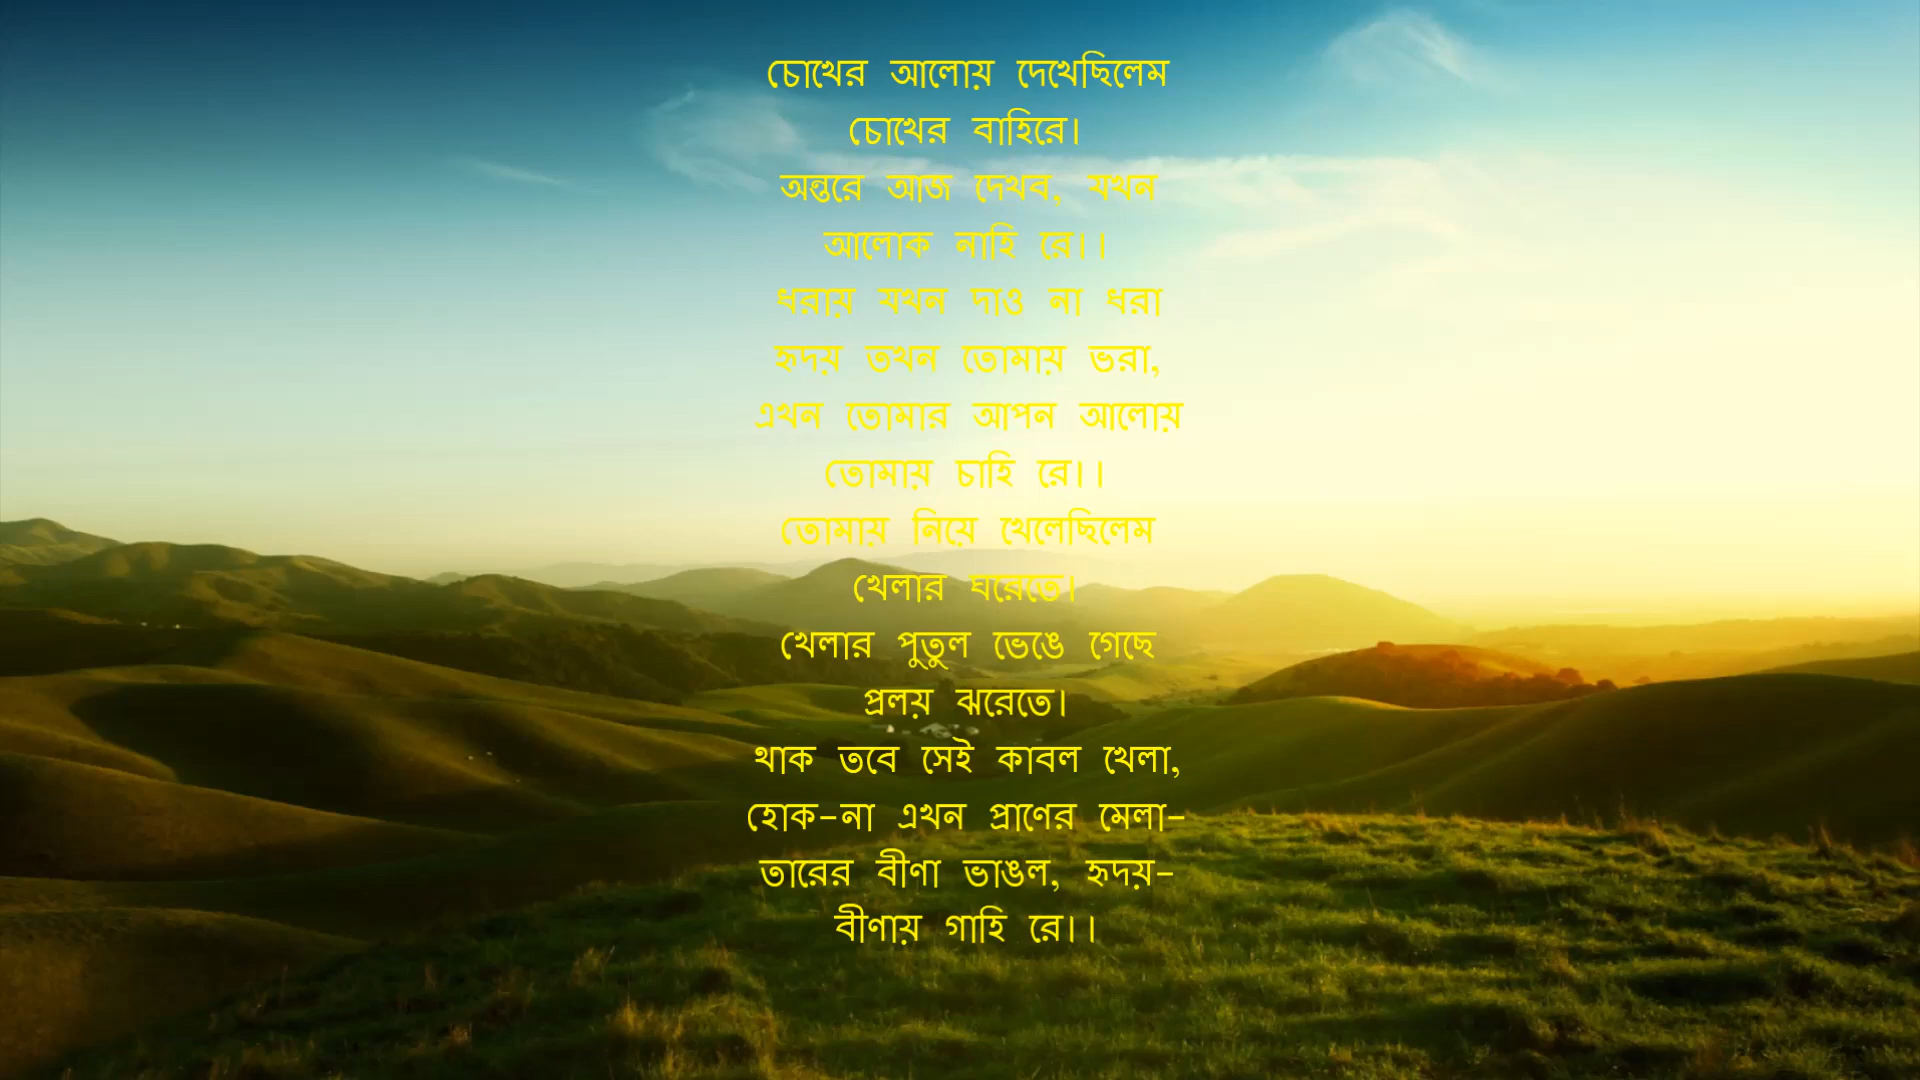 চোখের আলোয় দেখেছিলেম
চোখের বাহিরে।
অন্তরে আজ দেখব, যখন
আলোক নাহি রে।।
ধরায় যখন দাও না ধরা
হৃদয় তখন তোমায় ভরা,
এখন তোমার আপন আলোয়
তোমায় চাহি রে।।
তোমায় নিয়ে খেলেছিলেম
খেলার ঘরেতে।
খেলার পুতুল ভেঙে গেছে
প্রলয় ঝরেতে।
থাক তবে সেই কাবল খেলা,
হোক-না এখন প্রাণের মেলা-
তারের বীণা ভাঙল, হৃদয়-
বীণায় গাহি রে।।